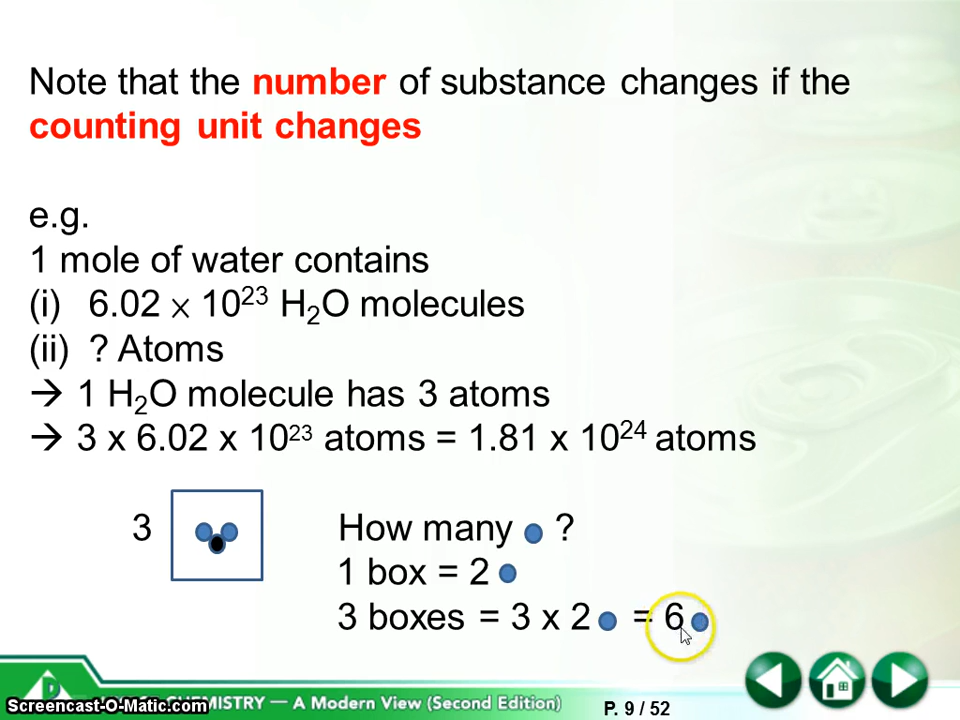 Note that the number of substance changes if the
counting unit changes
e.g.
1 mole of water contains
(i) 6.02 × 10²³ H₂O molecules
(ii) ? Atoms
→ 1 H₂O molecule has 3 atoms
→ 3 x 6.02 x 10²³ atoms = 1.81 x 10²⁴ atoms
3
How many ?
1 box = 2
3 boxes = 3 x 2 = 6
CHEMISTRY — A Modern View (Second Edition)
Screencast-O-Matic.com
P. 9 / 52